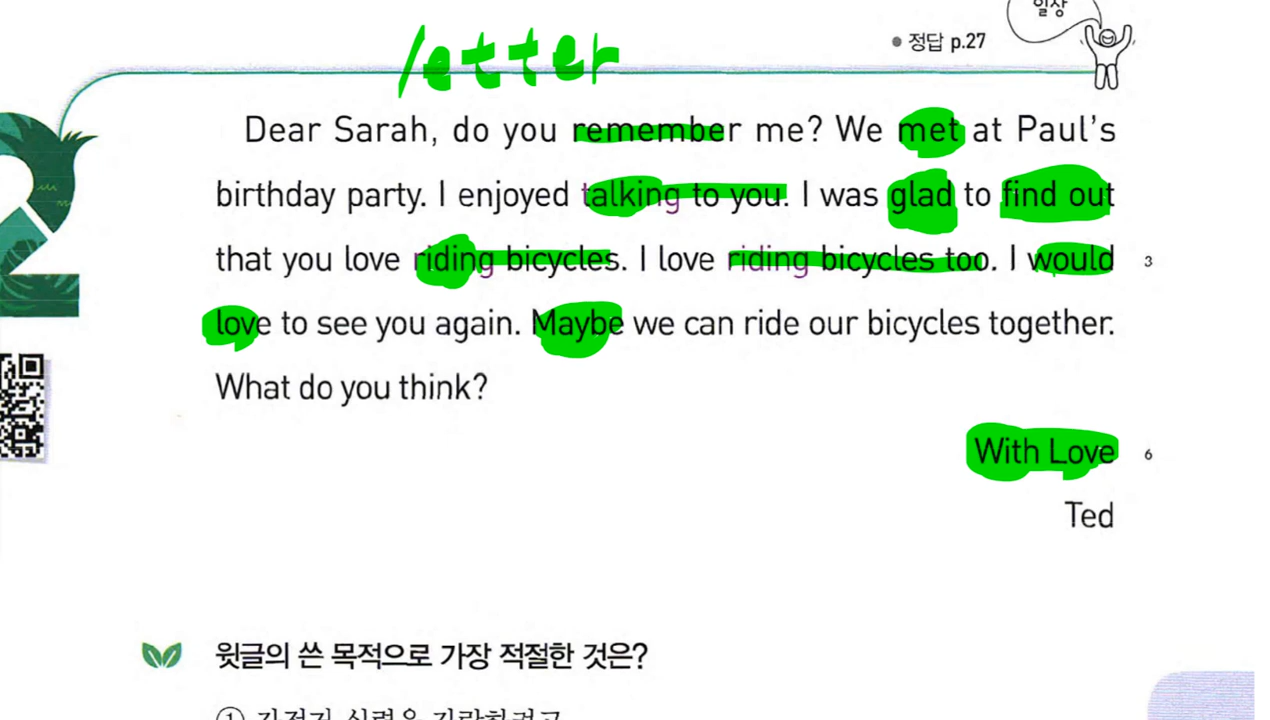 일상
정답 p.27
letter
Dear Sarah, do you remember me? We met at Paul's
birthday party. I enjoyed talking to you. I was glad to find out
that you love riding bicycles. I love riding bicycles too. I would
3
love to see you again. Maybe we can ride our bicycles together.
What do you think?
With Love
6
Ted
2
윗글의 쓴 목적으로 가장 적절한 것은?